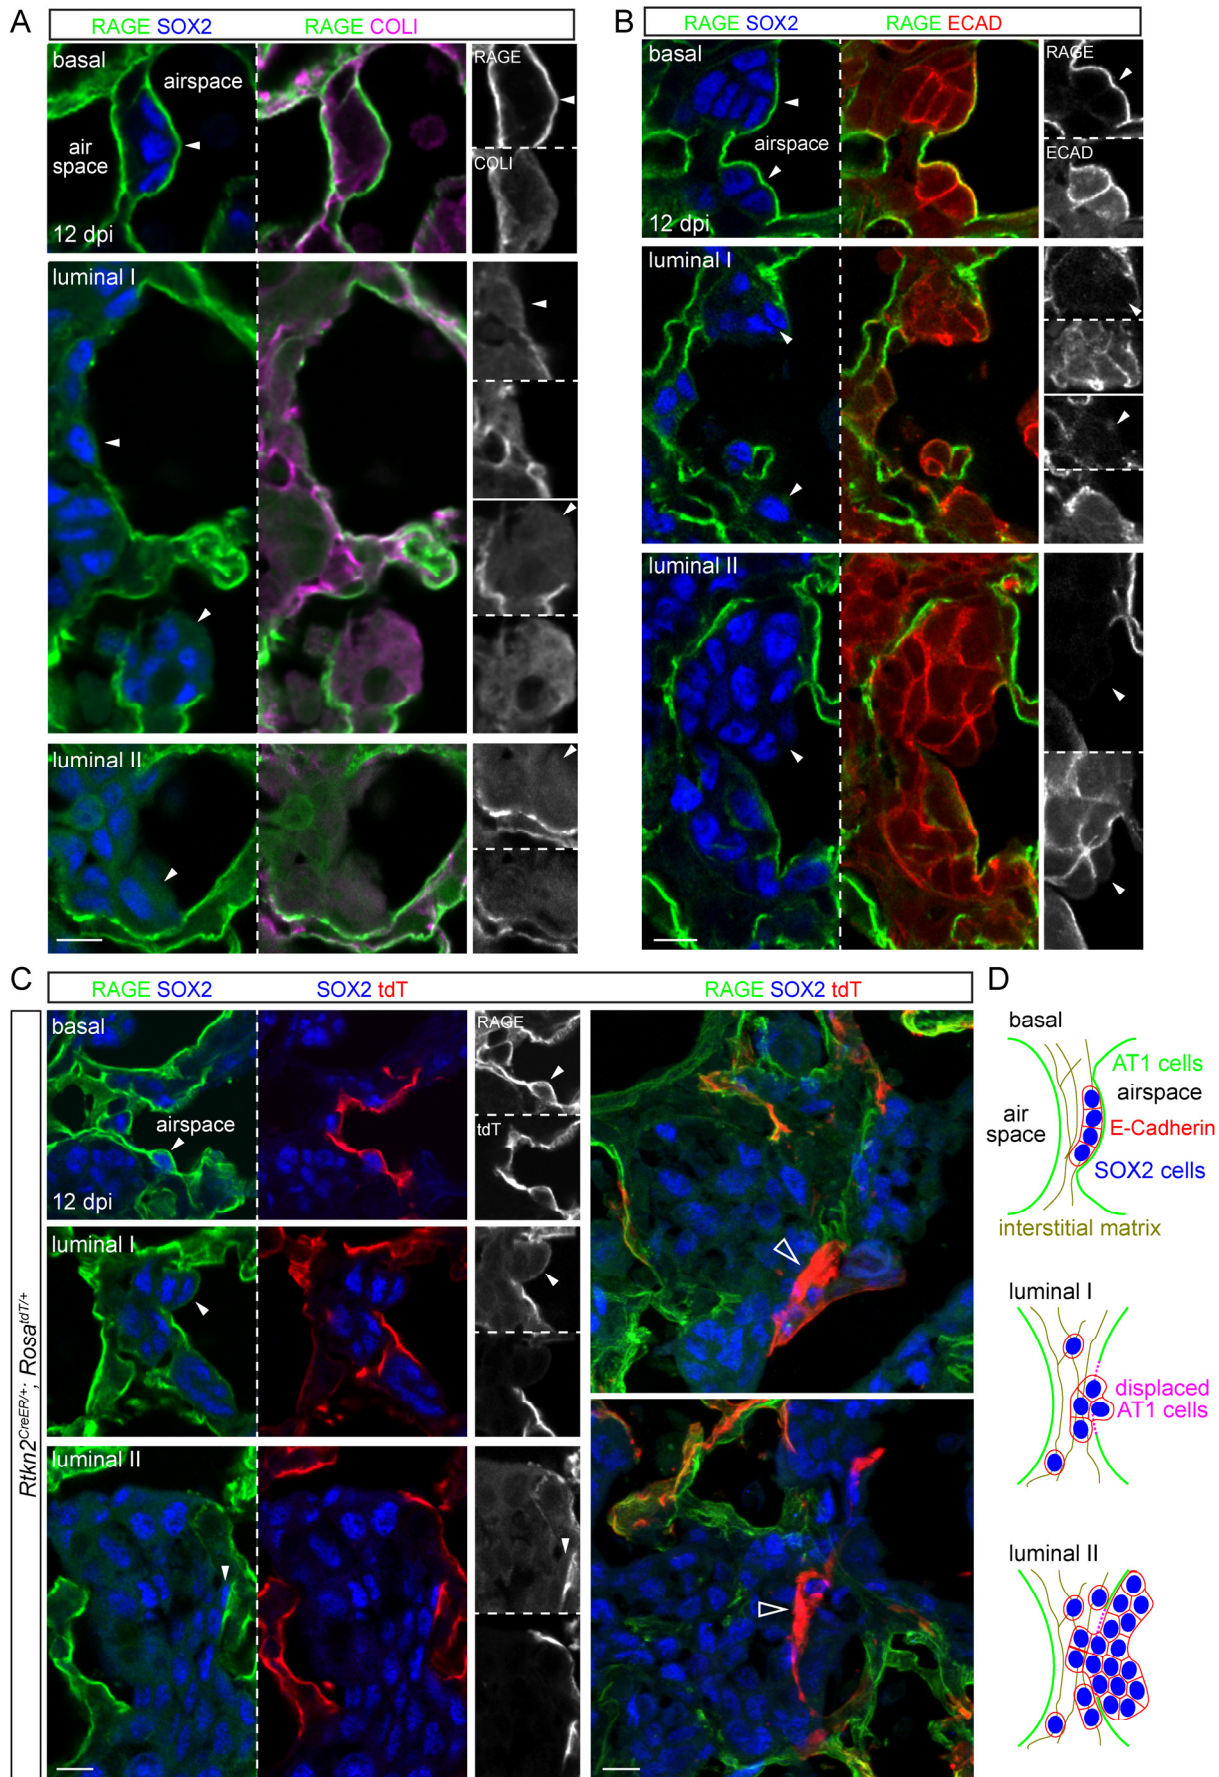 A
RAGE SOX2
RAGE COLI
basal
airspace
air
space
12 dpi
RAGE
COLI
luminal I
luminal II
B
RAGE SOX2
RAGE ECAD
basal
airspace
12 dpi
RAGE
ECAD
luminal I
luminal II
C
RAGE SOX2
SOX2 tdT
RAGE SOX2 tdT
Rtkn2CreER/+; RosatdT/+
basal
airspace
12 dpi
RAGE
tdT
luminal I
luminal II
D
basal
AT1 cells
airspace
air
space
E-Cadherin
SOX2 cells
interstitial matrix
luminal I
displaced
AT1 cells
luminal II